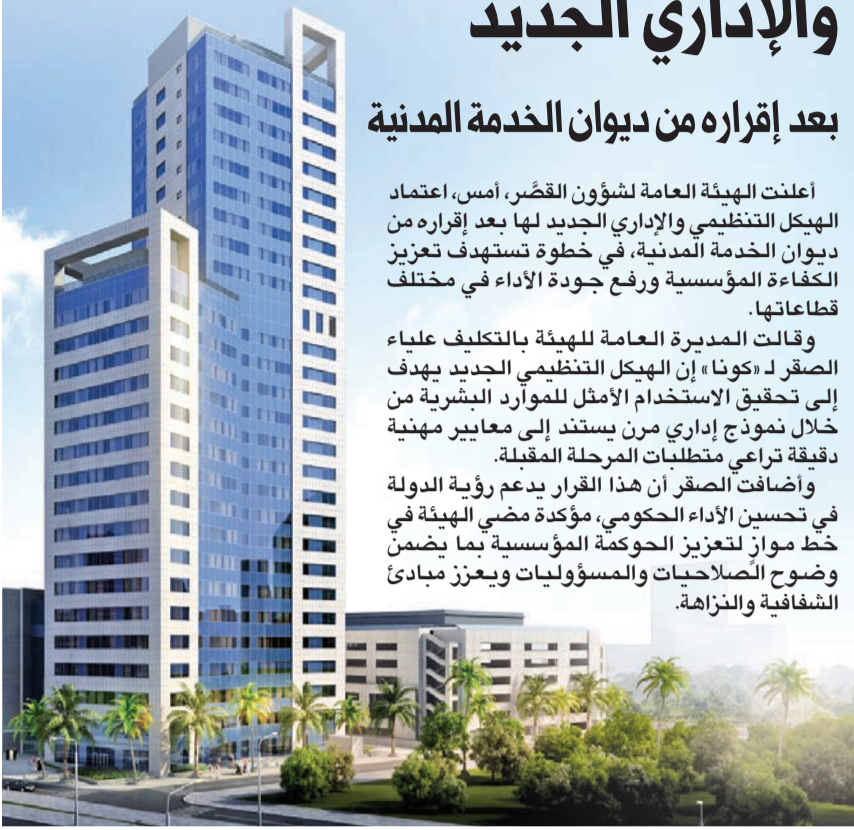 والإداري الجديد
بعد إقراره من ديوان الخدمة المدنية
أعلنت الهيئة العامة لشؤون القصَّر، أمس، اعتماد
الهيكل التنظيمي والإداري الجديد لها بعد إقراره من
ديوان الخدمة المدنية، في خطوة تستهدف تعزيز
الكفاءة المؤسسية ورفع جودة الأداء في مختلف
قطاعاتها.
وقالت المديرة العامة للهيئة بالتكليف علياء
الصقر لـ «كونا» إن الهيكل التنظيمي الجديد يهدف
إلى تحقيق الاستخدام الأمثل للموارد البشرية من
خلال نموذج إداري مرن يستند إلى معايير مهنية
دقيقة تراعي متطلبات المرحلة المقبلة.
وأضافت الصقر أن هذا القرار يدعم رؤية الدولة
في تحسين الأداء الحكومي، مؤكدة مضي الهيئة في
خط موازٍ لتعزيز الحوكمة المؤسسية بما يضمن
وضوح الصلاحيات والمسؤوليات ويعزز مبادئ
الشفافية والنزاهة.